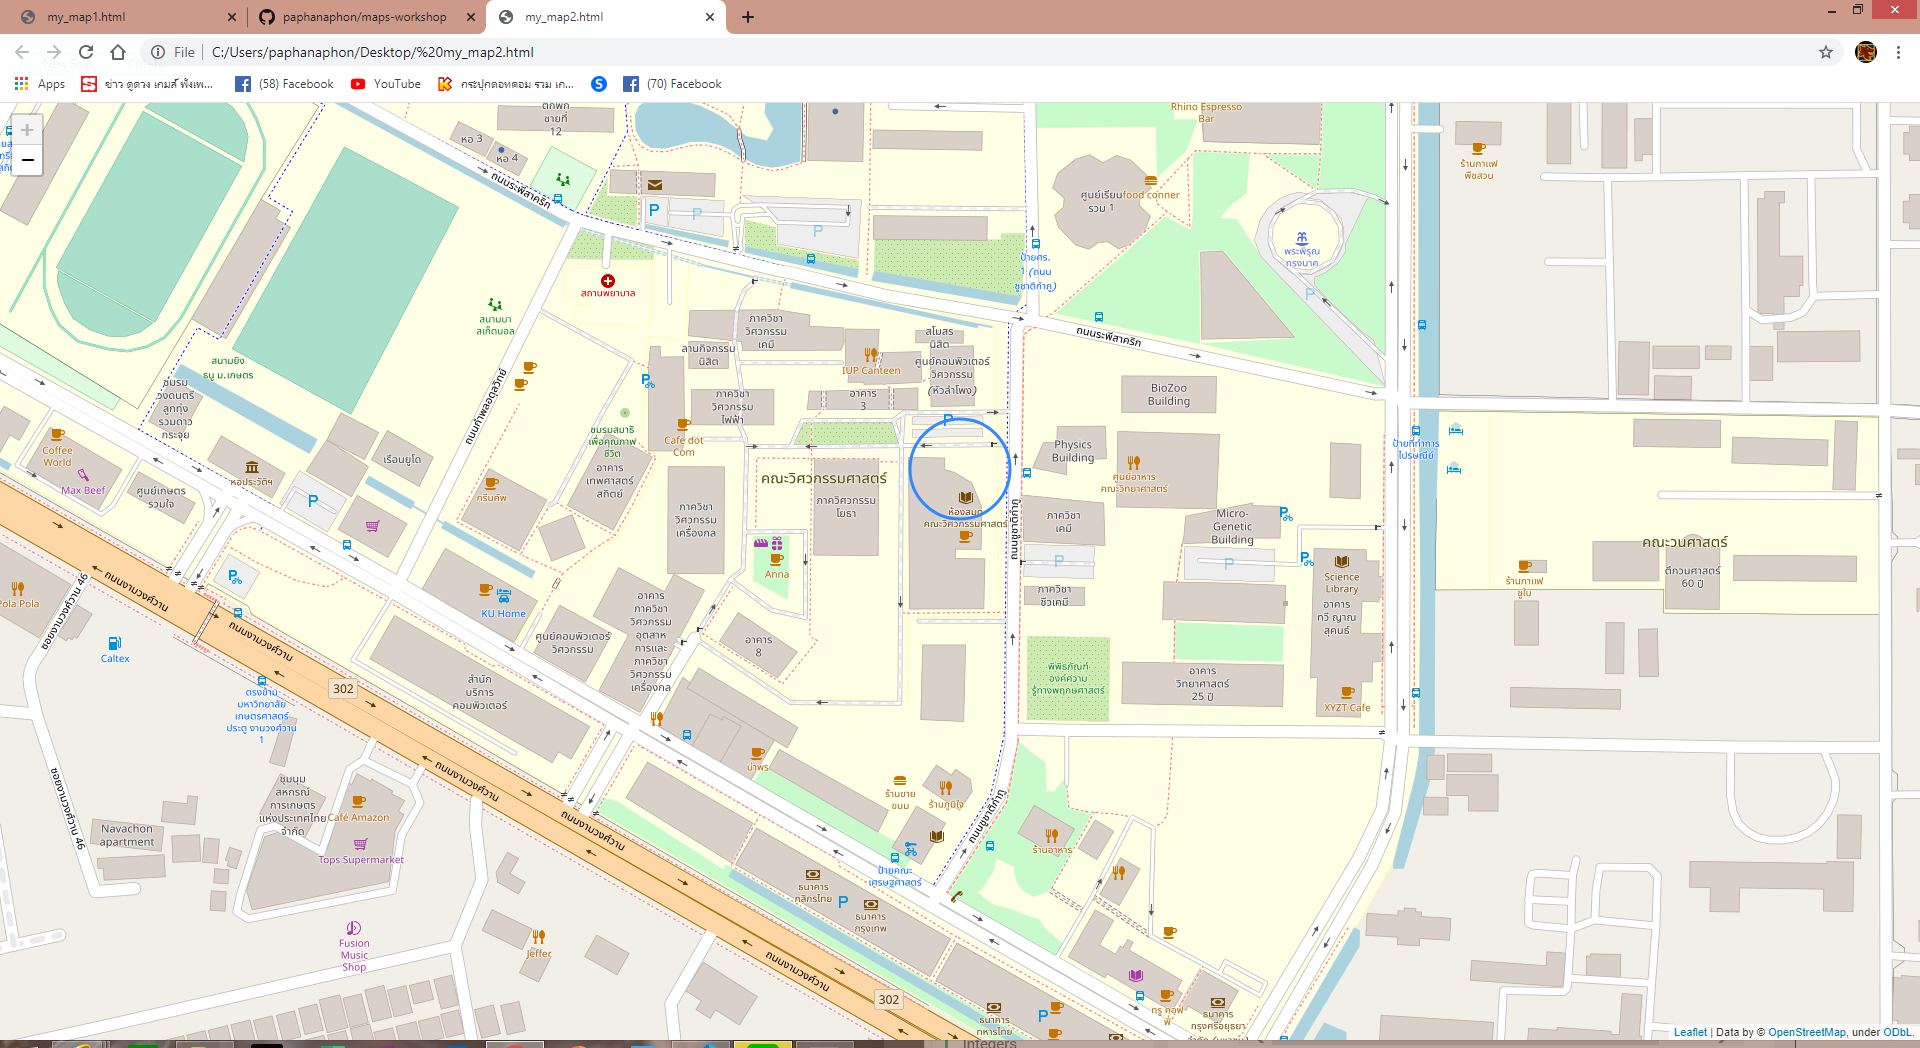 my_map1.html
paphanaphon/maps-workshop
my_map2.html
File
C:/Users/paphanaphon/Desktop/%20my_map2.html
Apps
ข่าว ดูดวง เกมส์ ฟังเพ...
(58) Facebook
YouTube
กระปุกดอทคอม รวม เก...
(70) Facebook
+
−
หอ 3
หอ 4
ตึกพัก
ชายที่
12
ถนนระพีสาคริก
P
P
P
Rhino Espresso
Bar
ศูนย์เรียน
รวม 1
food conner
ร้านกาแฟ
พืชสวน
พระพิรุณ
ทรงนาค
P
ป้ายศร.
1 (ถนน
ชูชาติกำภู)
สถานพยาบาล
สนามบา
สเก็ตบอล
สนามยิง
ธนู ม.เกษตร
ถนนระพีสาคริก
ภาควิชา
วิศวกรรม
เคมี
ลานกิจกรรม
นิสิต
สโมสร
นิสิต
ศูนย์คอมพิวเตอร์
วิศวกรรม
(หัวลำโพง)
IUP Canteen
ภาควิชา
วิศวกรรม
ไฟฟ้า
อาคาร
3
P
BioZoo
Building
ชมรม
วงดนตรี
ลูกทุ่ง
รวมดาว
กระจุย
Coffee
World
Max Beef
เรือนยูโด
หอประวัติฯ
ศูนย์เกษตร
รวมใจ
P
P
P
ชมรมสมาธิ
เพื่อคุณภาพ
ชีวิต
Cafe dot
Com
อาคาร
เทพศาสตร์
สถิตย์
กรีนคัพ
คณะวิศวกรรมศาสตร์
ภาควิศวกรรม
โยธา
ภาควิชา
วิศวกรรม
เครื่องกล
ห้องสมุด
คณะวิศวกรรมศาสตร์
Physics
Building
ศูนย์อาหาร
คณะวิทยาศาสตร์
ภาควิชา
เคมี
Micro-
Genetic
Building
P
P
P
P
ป้ายที่ทำการ
ไปรษณีย์
คณะวนศาสตร์
ตึกวนศาสตร์
60 ปี
ร้านกาแฟ
Science
Library
อาคาร
ทวี ญาณ
สุคนธ์
ภาควิชา
ชีวเคมี
Anna
KU Home
Pola Pola
Caltex
ซอยงามวงศ์วาน 46
ถนนงามวงศ์วาน
ถนนงามวงศ์วาน
ศูนย์คอมพิวเตอร์
วิศวกรรม
อาคาร
ภาควิชา
วิศวกรรม
อุตสาห
การและ
ภาควิชา
วิศวกรรม
เครื่องกล
อาคาร
8
พิพิธภัณฑ์
องค์ความ
รู้ทางพฤกษศาสตร์
อาคาร
วิทยาศาสตร์
25 ปี
XYZT Cafe
302
ตรงข้าม
มหาวิทยาลัย
เกษตรศาสตร์
ประตู งามวงศ์วาน
1
สำนัก
บริการ
คอมพิวเตอร์
ซอยงามวงศ์วาน 46
ถนนงามวงศ์วาน
ถนนงามวงศ์วาน
ชุมนุม
สหกรณ์
การเกษตร
แห่งประเทศไทย
จำกัด
Navachon
apartment
Café Amazon
Tops Supermarket
น้ำพร
ร้านขาย
ขนม
ร้านภูมิใจ
ถนนชูชาติกำภู
ถนนชูชาติกำภู
ร้านอาหาร
ป้ายคณะ
เศรษฐศาสตร์
ธนาคาร
กสิกรไทย
P
ธนาคาร
กรุงเทพ
Fusion
Music
Shop
Jeffer
ถนนงามวงศ์วาน
302
ธนาคาร
ทหารไทย
P
ทรู คอฟ
ฟี่
ธนาคาร
กรุงศรีอยุธยา
Leaflet | Data by © OpenStreetMap, under ODbL.
Integers